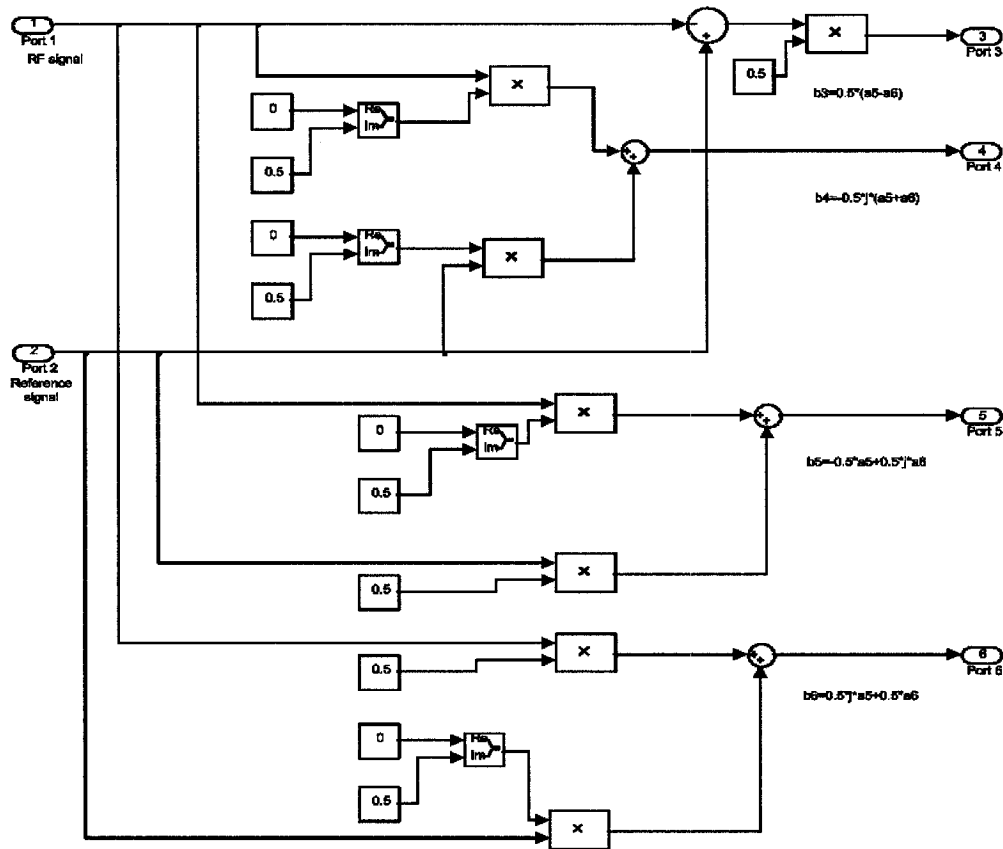 1
Port 1
RF signal
−
+
×
3
Port 3
0.5
b3=0.5*(a5-a6)
×
0
Re
Im
0.5
+
+
4
Port 4
b4=-0.5*j*(a5+a6)
0
Re
Im
0.5
×
2
Port 2
Reference
signal
0
Re
Im
0.5
×
+
+
5
Port 5
b5=-0.5*a5+0.5*j*a6
0.5
×
×
0.5
+
+
6
Port 6
b6=0.5*j*a5+0.5*a6
0
Re
Im
0.5
×